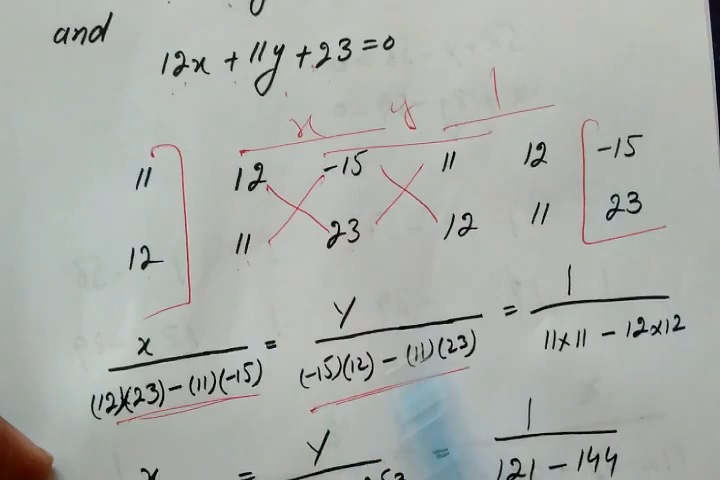 and
12x + 11y + 23 = 0
x y 1
11 12 -15 11 12 -15
12 11 23 12 11 23
x/((12)(23) - (11)(-15)) = y/((-15)(12) - (11)(23)) = 1/(11×11 - 12×12)
x = y = 1/(121 - 144)